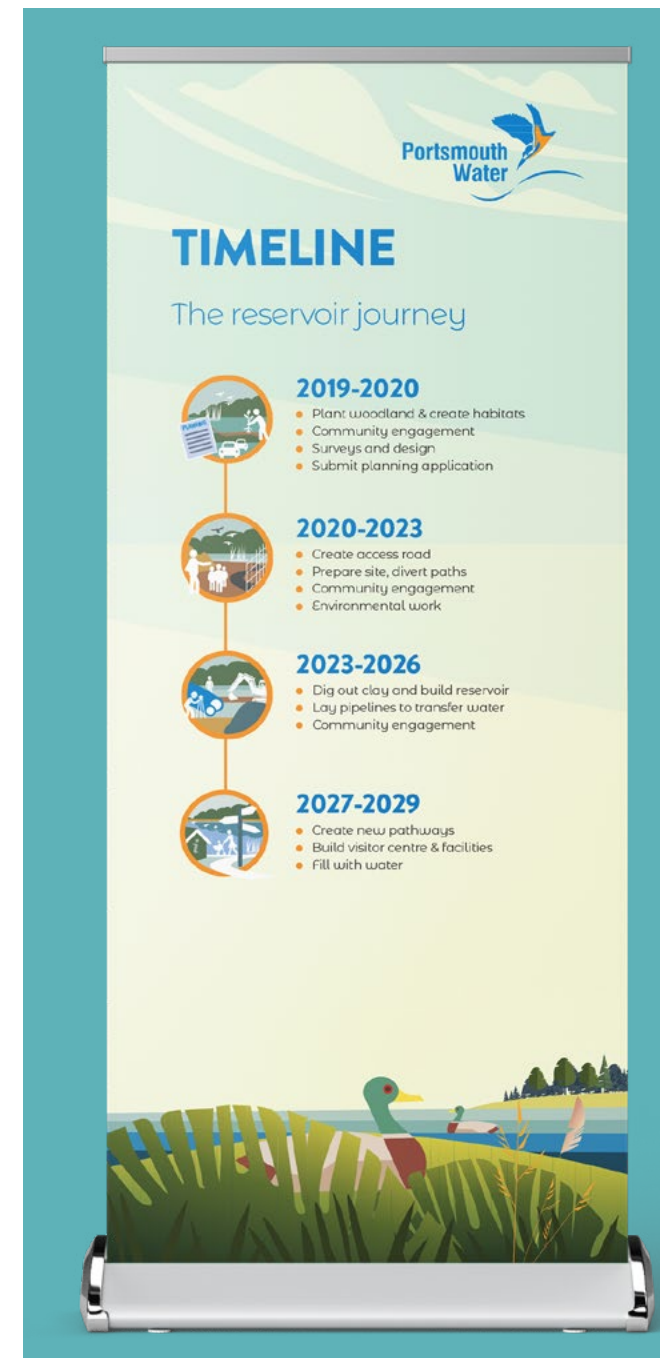 Portsmouth
Water
TIMELINE
The reservoir journey
PLANNING
2019-2020
Plant woodland & create habitats
Community engagement
Surveys and design
Submit planning application
2020-2023
Create access road
Prepare site, divert paths
Community engagement
Environmental work
2023-2026
Dig out clay and build reservoir
Lay pipelines to transfer water
Community engagement
2027-2029
Create new pathways
Build visitor centre & facilities
Fill with water